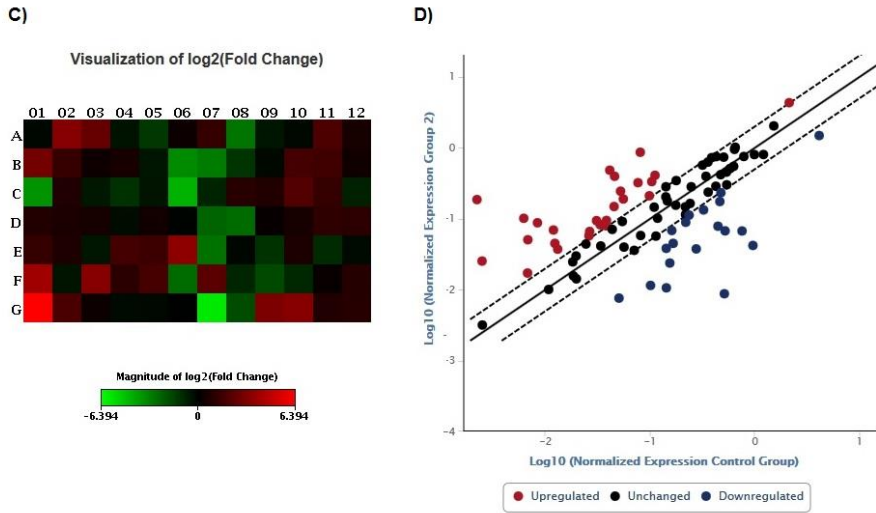 C)
Visualization of log2(Fold Change)
01 02 03 04 05 06 07 08 09 10 11 12
A
B
C
D
E
F
G
Magnitude of log2(Fold Change)
-6.394 0 6.394
D)
Log10 (Normalized Expression Group 2)
1
0
-1
-2
-3
-4
-2 -1 0 1
Log10 (Normalized Expression Control Group)
Upregulated Unchanged Downregulated